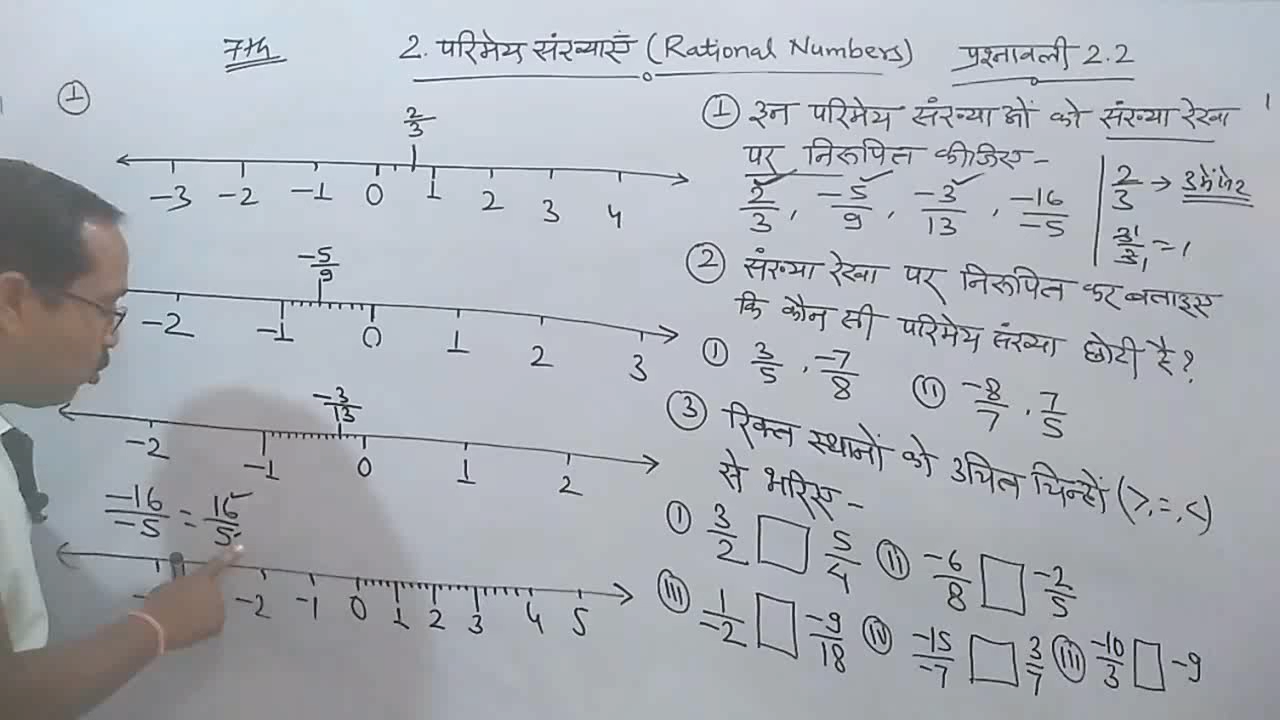 7th 2. परिमेय संख्याएँ (Rational Numbers) प्रश्नावली 2.2
①
2/3
-3 -2 -1 0 1 2 3 4
-5/9
-2 -1 0 1 2 3
-3/13
-2 -1 0 1 2
-16/-5 = 16/5
-2 -1 0 1 2 3 4 5
① इन परिमेय संख्याओं को संख्या रेखा
पर निरूपित कीजिए-
2/3, -5/9, -3/13, -16/-5
2/3 → 3 में से 2
3/3 = 1
② संख्या रेखा पर निरूपित कर बताइए
कि कौन सी परिमेय संख्या छोटी है?
① 3/5, -7/8 ⑪ -8/7, 7/5
③ रिक्त स्थानों को उचित चिन्हों (>, =, <)
से भरिए-
① 3/2 □ 5/4 ⑪ -6/8 □ -2/5
ⅲ 1/-2 □ -9/18 ⅳ -15/-7 □ 3/7 ⅲ -10/3 □ -9